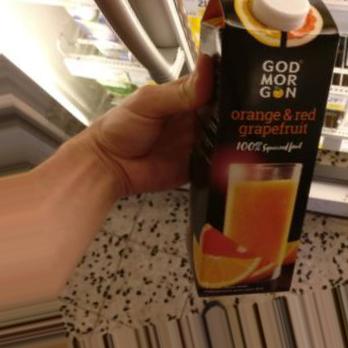 GOD
MOR
GON
orange & red
grapefruit
100% Squeezed fruit